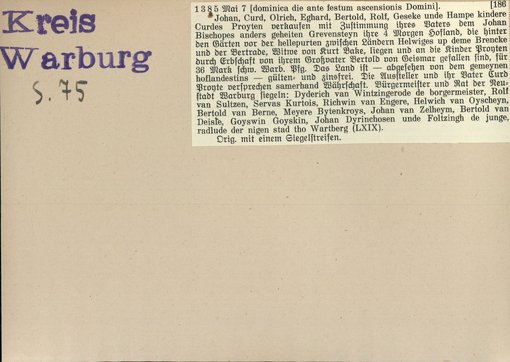 Kreis
Warburg
S. 75
[186
1385 Mai 7 [dominica die ante festum ascensionis Domini].
Johan, Curd, Olrich, Eghard, Bertold, Rolf, Geseke unde Hampe kindere
Curdes Proyten verkaufen mit Zustimmung ihres Vaters dem Johan
Bischopes anders geheiten Grevensteyn ihre 4 Morgen Hofland, die hinter
den Gärten vor der hellepurten zwischen Ländern Helwiges up deme Brencke
und der Bertrade, Witwe von Kurt Bake, liegen und an die Kinder Proyten
durch Erbschaft von ihrem Großvater Bertold von Geismar gefallen sind, für
36 Mark schw. Warb. Pfg. Das Land ist — abgesehen von dem gemeynen
hoflandestins — gülten- und zinsfrei. Die Aussteller und ihr Vater Curd
Proyte versprechen samerhand Währschaft. Bürgermeister und Rat der Neu-
stadt Warburg siegeln: Dyderich van Wintzingerode de borgermeister, Rolf
van Sultzen, Servas Kurtois, Richwin van Engere, Helwich van Oyscheyn,
Bertold van Berne, Meyere Bytenkroys, Johan van Zelheym, Bertold van
Deisle, Goyswin Goyskin, Johan Dyrinchosen unde Foltzingh de junge,
radlude der nigen stad tho Wartberg (LXIX).
Orig. mit einem Siegelstreifen.